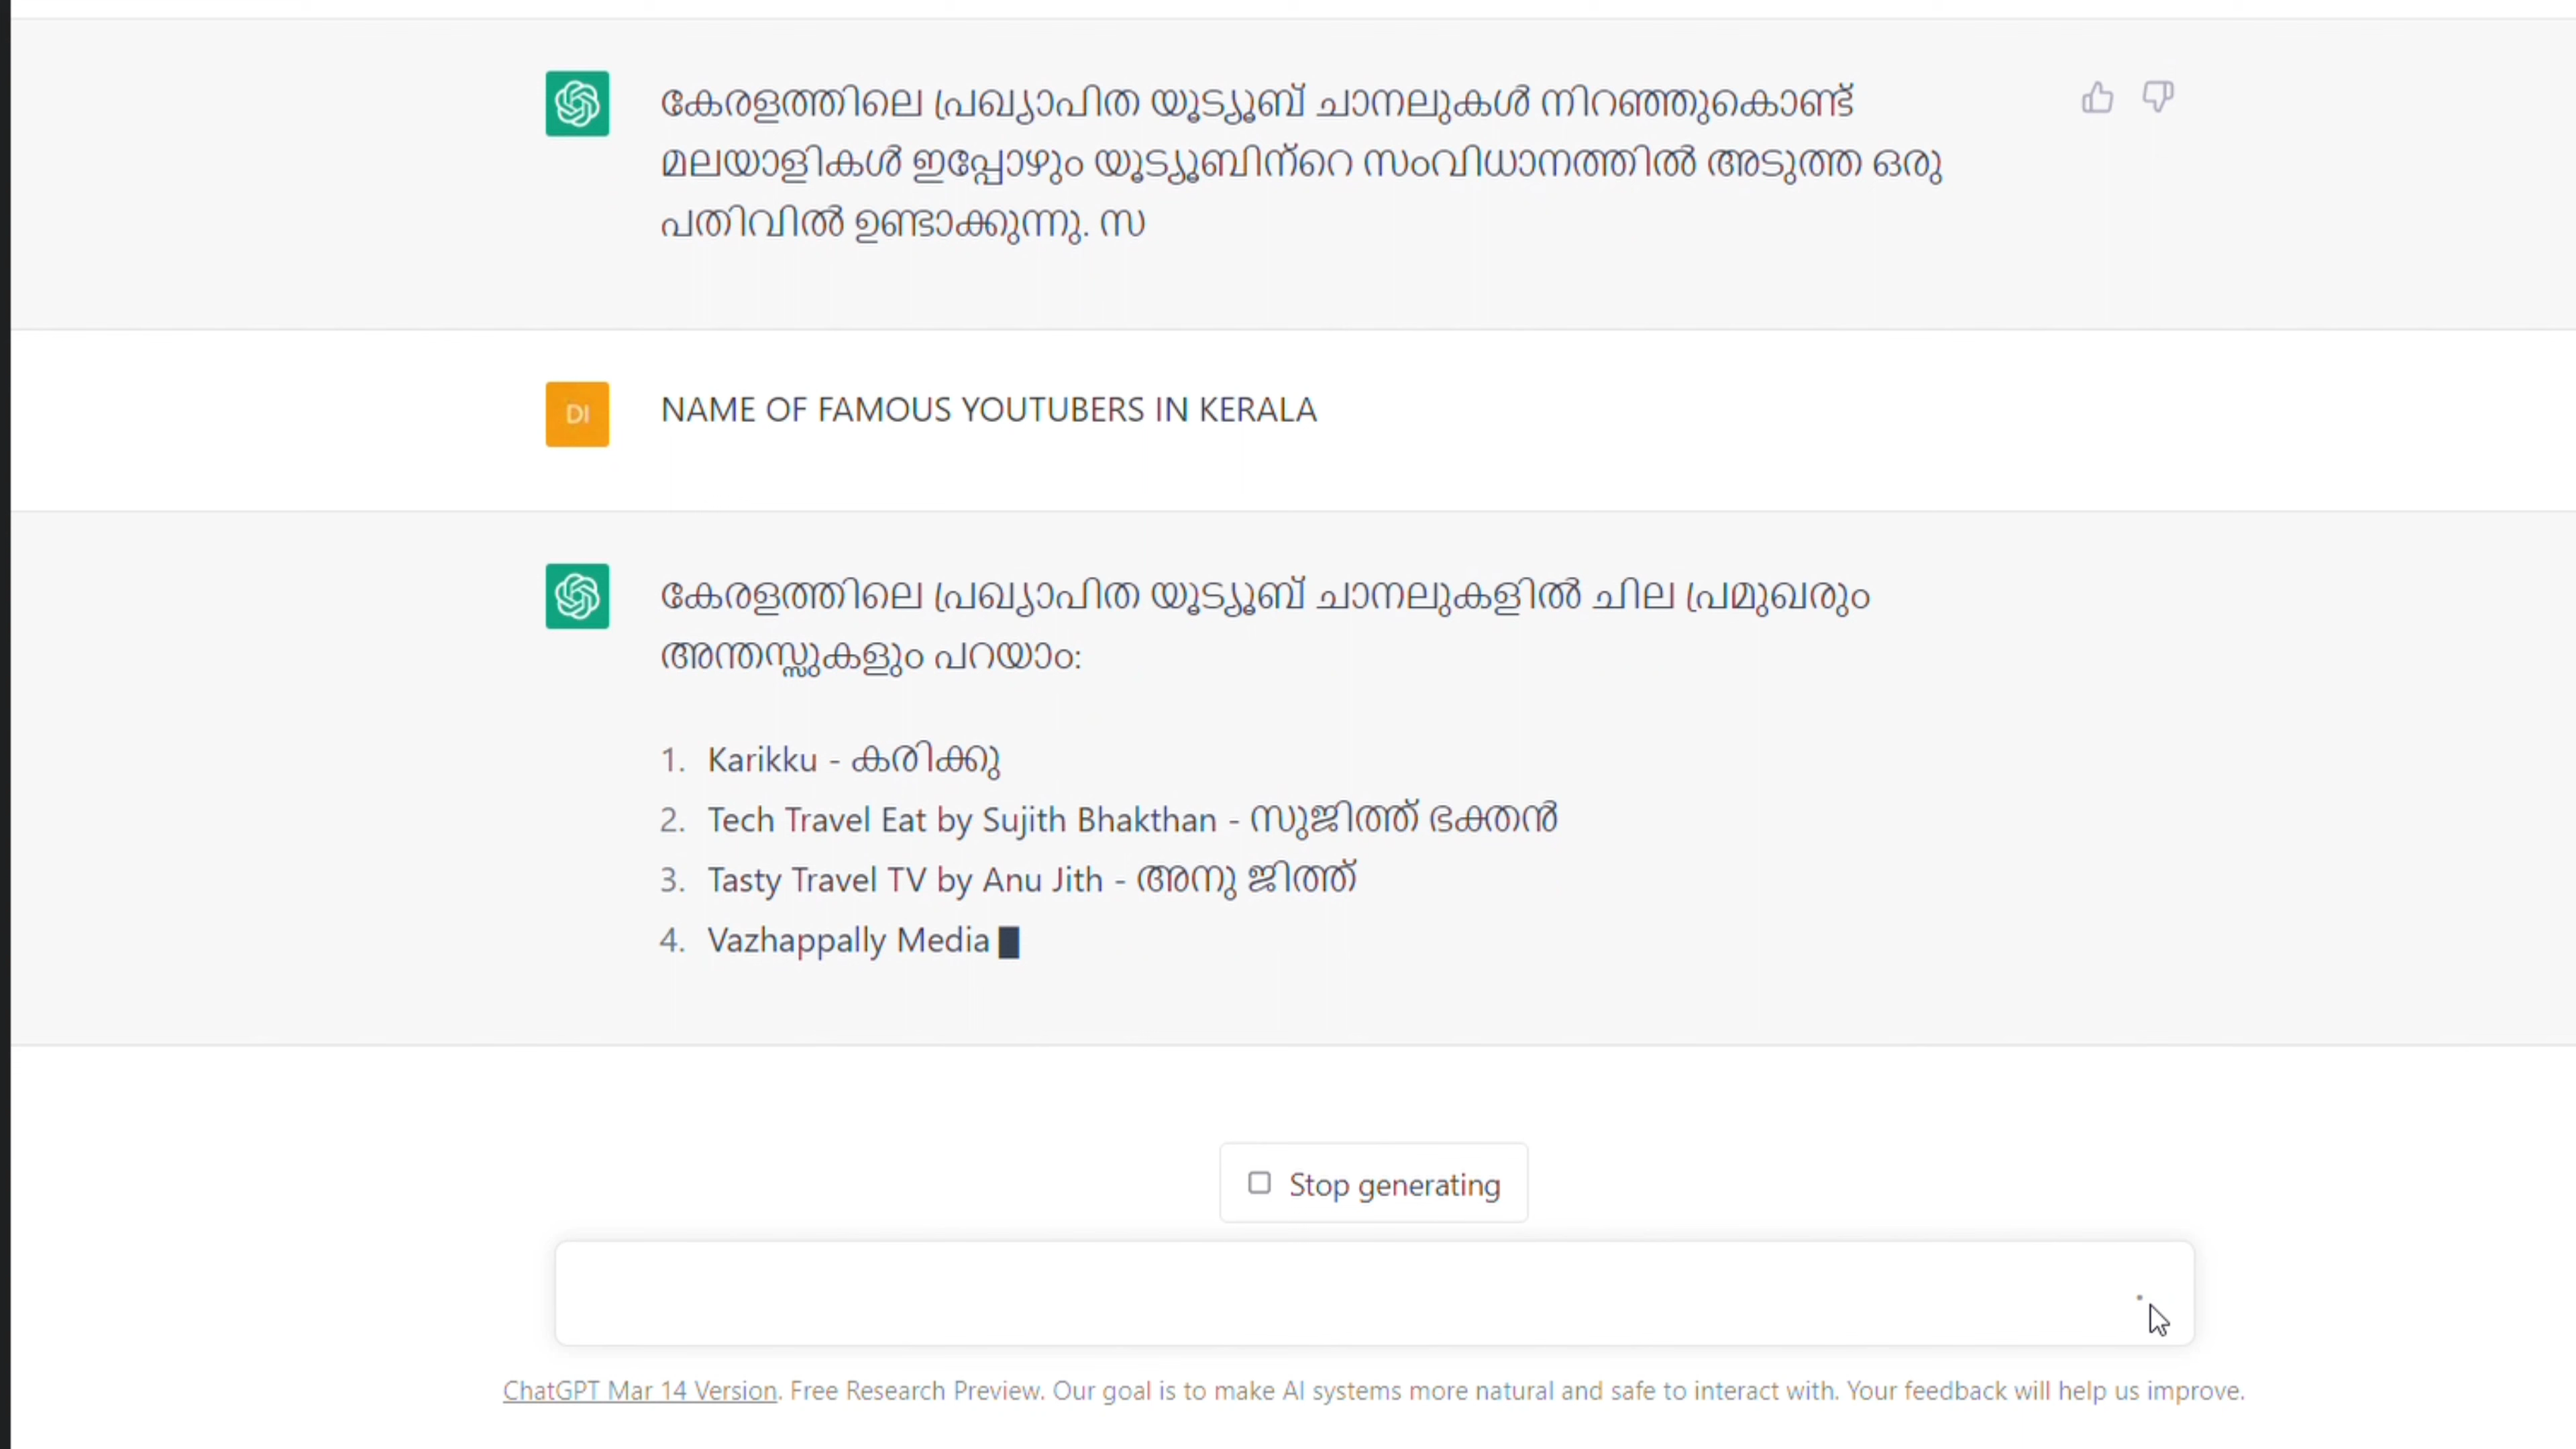 കേരളത്തിലെ പ്രഖ്യാപിത യൂട്യൂബ് ചാനലുകൾ നിറഞ്ഞുകൊണ്ട്
മലയാളികൾ ഇപ്പോഴും യൂട്യൂബിന്റെ സംവിധാനത്തിൽ അടുത്ത ഒരു
പതിവിൽ ഉണ്ടാക്കുന്നു. സ
DI
NAME OF FAMOUS YOUTUBERS IN KERALA
കേരളത്തിലെ പ്രഖ്യാപിത യൂട്യൂബ് ചാനലുകളിൽ ചില പ്രമുഖരും
അന്തസ്സുകളും പറയാം:
1. Karikku - കരിക്കു
2. Tech Travel Eat by Sujith Bhakthan - സുജിത്ത് ഭക്തൻ
3. Tasty Travel TV by Anu Jith - അനു ജിത്ത്
4. Vazhappally Media
Stop generating
ChatGPT Mar 14 Version. Free Research Preview. Our goal is to make AI systems more natural and safe to interact with. Your feedback will help us improve.